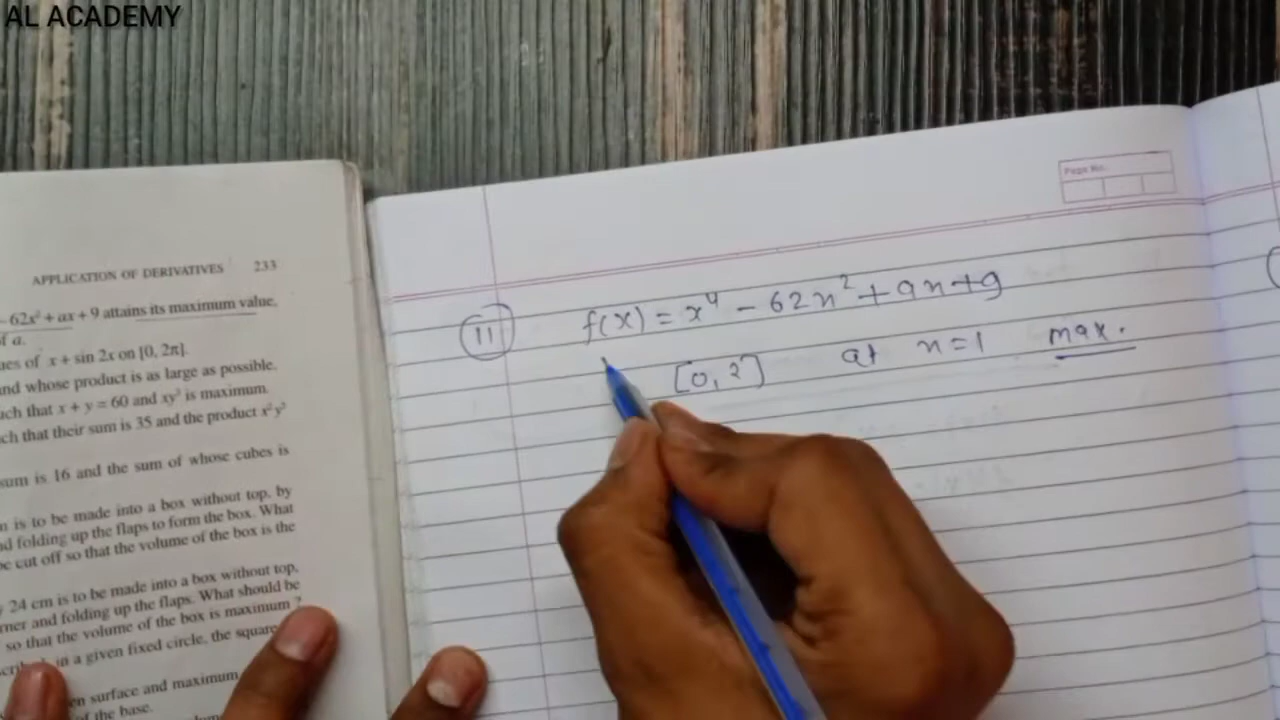 AL ACADEMY
APPLICATION OF DERIVATIVES 233
- 62x² + ax + 9 attains its maximum value,
of a.
ues of x + sin 2x on [0, 2π].
and whose product is as large as possible.
uch that x + y = 60 and xy³ is maximum.
ch that their sum is 35 and the product x² y⁵
sum is 16 and the sum of whose cubes is
m is to be made into a box without top, by
nd folding up the flaps to form the box. What
be cut off so that the volume of the box is the
24 cm is to be made into a box without top,
rner and folding up the flaps. What should be
so that the volume of the box is maximum ?
in a given fixed circle, the square
en surface and maximum
of the base.
Page No.
11 f(x) = x⁴ - 62x² + ax + 9
[0, 2] at x = 1 max.